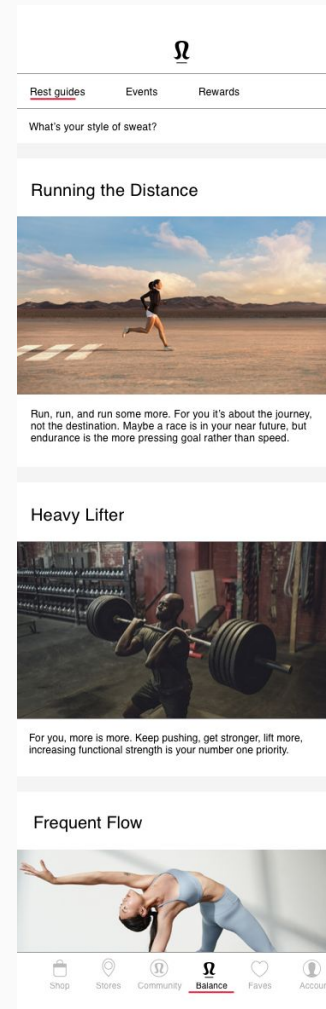 Rest guides Events Rewards
What's your style of sweat?
Running the Distance
Run, run, and run some more. For you it's about the journey,
not the destination. Maybe a race is in your near future, but
endurance is the more pressing goal rather than speed.
Heavy Lifter
For you, more is more. Keep pushing, get stronger, lift more,
increasing functional strength is your number one priority.
Frequent Flow
Shop Stores Community Balance Faves Accoun